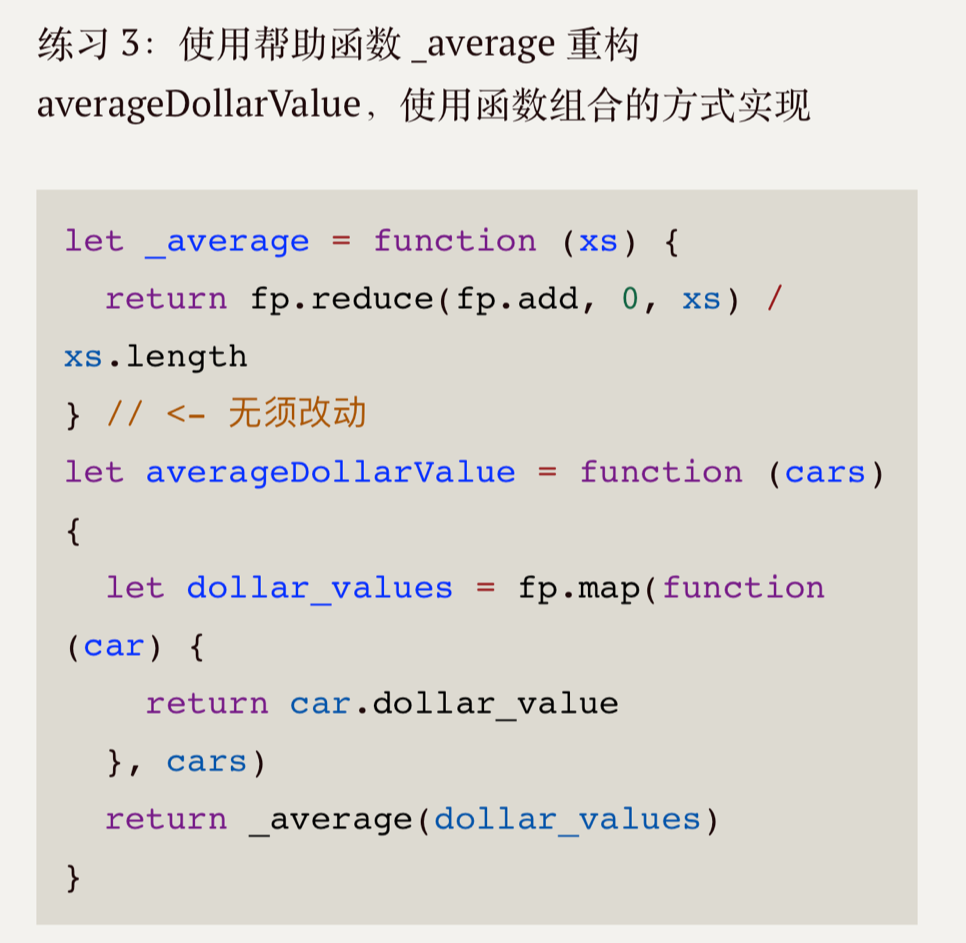 练习 3：使用帮助函数 _average 重构
averageDollarValue，使用函数组合的方式实现
let _average = function (xs) {
  return fp.reduce(fp.add, 0, xs) /
xs.length
} // <- 无须改动
let averageDollarValue = function (cars)
{
  let dollar_values = fp.map(function
(car) {
    return car.dollar_value
  }, cars)
  return _average(dollar_values)
}